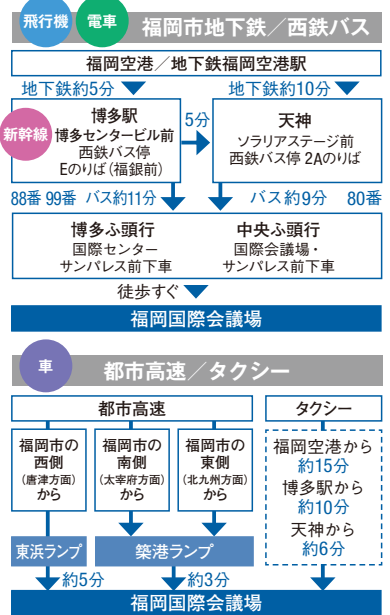 飛行機
電車
福岡市地下鉄／西鉄バス
福岡空港／地下鉄福岡空港駅
地下鉄約5分
地下鉄約10分
新幹線
博多駅
博多センタービル前
西鉄バス停
Eのりば（福銀前）
5分
天神
ソラリアステージ前
西鉄バス停 2Aのりば
88番 99番 バス約11分
バス約9分 80番
博多ふ頭行
国際センター
サンパレス前下車
中央ふ頭行
国際会議場・
サンパレス前下車
徒歩すぐ
福岡国際会議場
車
都市高速／タクシー
都市高速
福岡市の
西側
（唐津方面）
から
福岡市の
南側
（太宰府方面）
から
福岡市の
東側
（北九州方面）
から
東浜ランプ
築港ランプ
約5分
約3分
タクシー
福岡空港から
約15分
博多駅から
約10分
天神から
約6分
福岡国際会議場